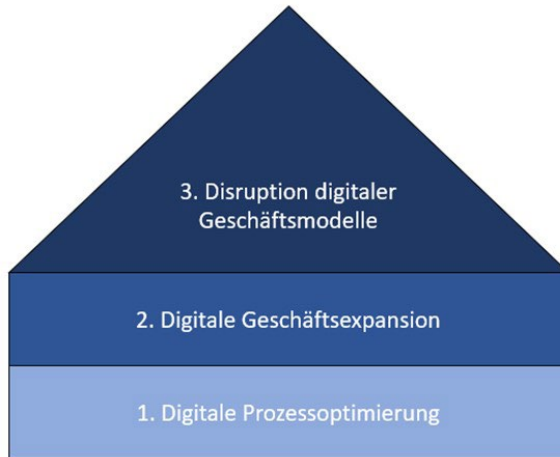 3. Disruption digitaler
Geschäftsmodelle
2. Digitale Geschäftsexpansion
1. Digitale Prozessoptimierung